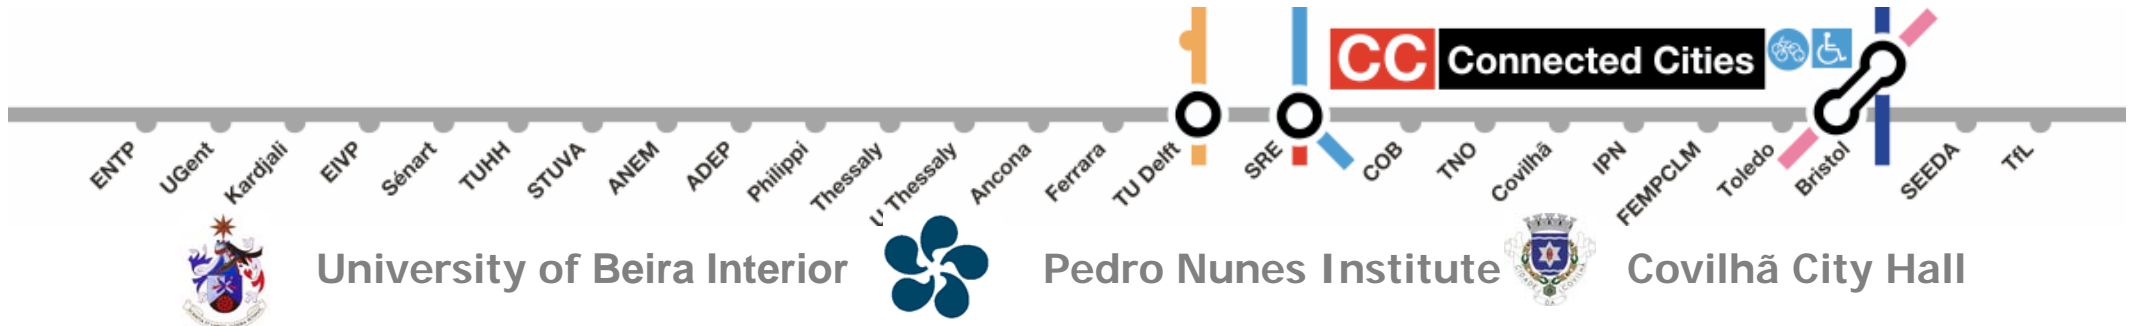 CC Connected Cities
ENTP
UGent
Kardjali
EIVP
Sénart
TUHH
STUVA
ANEM
ADEP
Philippi
Thessaly
U Thessaly
Ancona
Ferrara
TU Delft
SRE
COB
TNO
Covilhã
IPN
FEMPCLM
Toledo
Bristol
SEEDA
TfL
University of Beira Interior
Pedro Nunes Institute
Covilhã City Hall